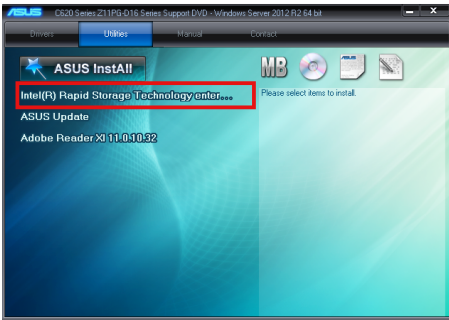 ASUS C620 Series Z11PG-D16 Series Support DVD - Windows Server 2012 R2 64 bit
Drivers Utilities Manual Contact
ASUS InstAll
MB
Intel(R) Rapid Storage Technology enter...
Please select items to install.
ASUS Update
Adobe Reader XI 11.0.10.32